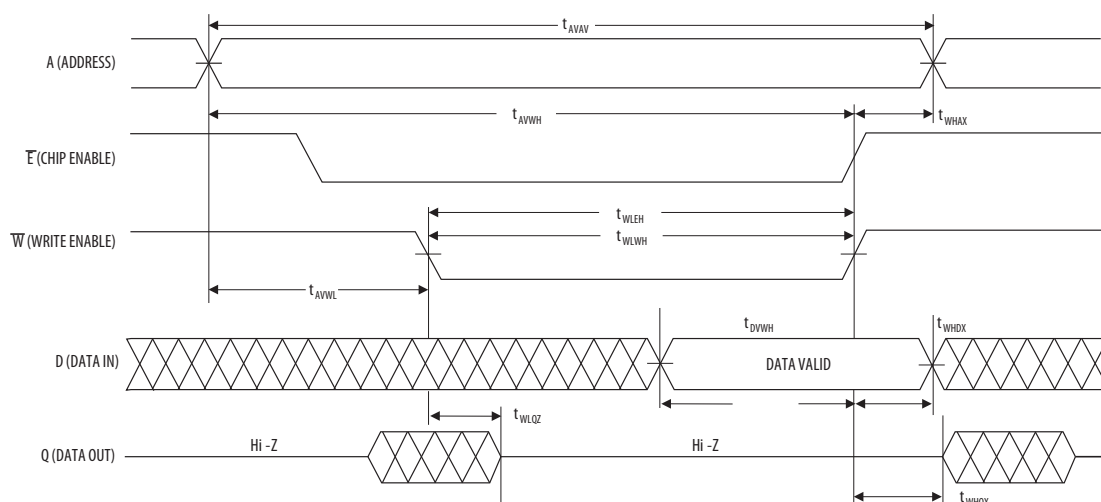 tAVAV
A (ADDRESS)
tAVWH
tWHAX
E (CHIP ENABLE)
tWLEH
W (WRITE ENABLE)
tWLWH
tAVWL
tDVWH
tWHDX
D (DATA IN)
DATA VALID
tWLQZ
Q (DATA OUT)
Hi -Z
Hi -Z
tWHQX